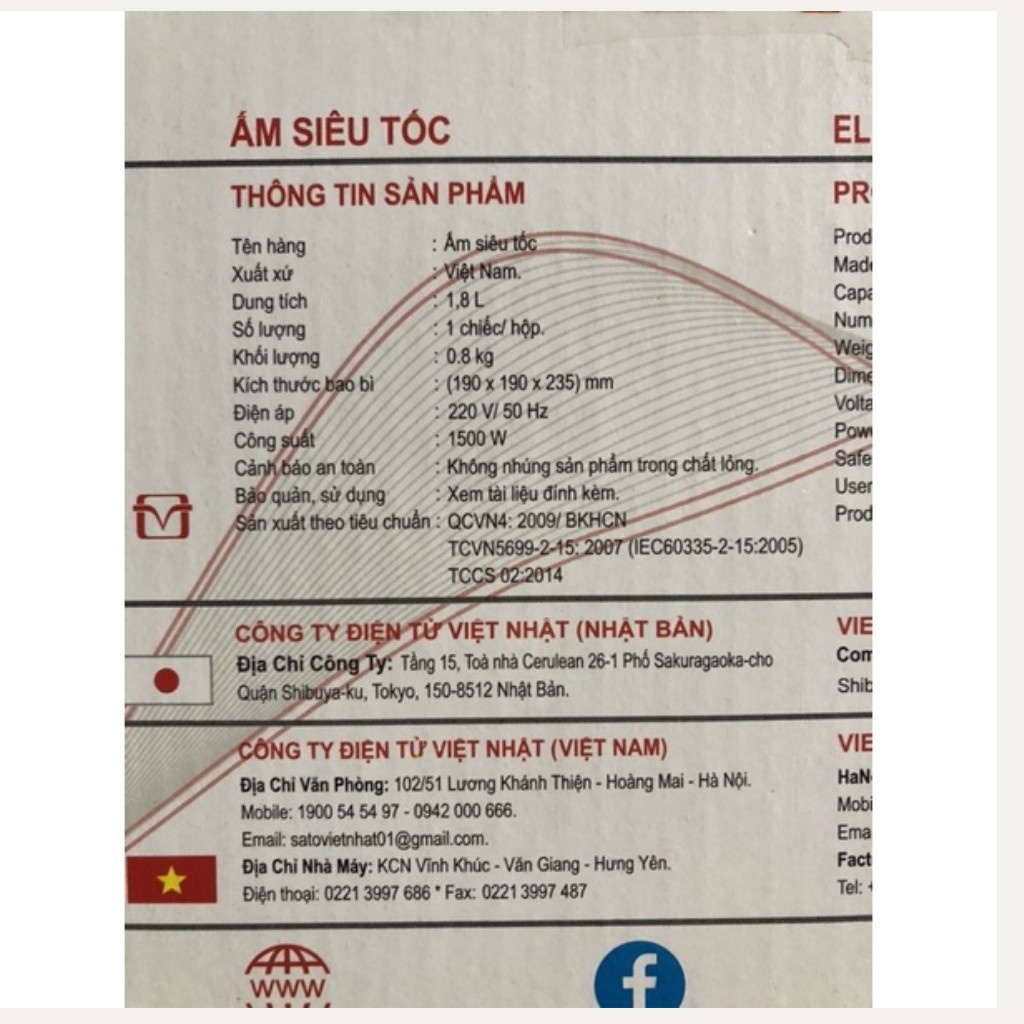 ẤM SIÊU TỐC
EL
THÔNG TIN SẢN PHẨM
PR
Tên hàng : Ấm siêu tốc
Xuất xứ : Việt Nam.
Dung tích : 1,8 L
Số lượng : 1 chiếc/ hộp.
Khối lượng : 0.8 kg
Kích thước bao bì : (190 x 190 x 235) mm
Điện áp : 220 V/ 50 Hz
Công suất : 1500 W
Cảnh báo an toàn : Không nhúng sản phẩm trong chất lỏng.
Bảo quản, sử dụng : Xem tài liệu đính kèm.
Sản xuất theo tiêu chuẩn : QCVN4: 2009/ BKHCN
TCVN5699-2-15: 2007 (IEC60335-2-15:2005)
TCCS 02:2014
Prod
Made
Capa
Num
Weig
Dime
Volta
Pow
Safe
User
Prod
CÔNG TY ĐIỆN TỬ VIỆT NHẬT (NHẬT BẢN)
Địa Chỉ Công Ty: Tầng 15, Toà nhà Cerulean 26-1 Phố Sakuragaoka-cho
Quận Shibuya-ku, Tokyo, 150-8512 Nhật Bản.
VIE
Com
Shib
CÔNG TY ĐIỆN TỬ VIỆT NHẬT (VIỆT NAM)
Địa Chỉ Văn Phòng: 102/51 Lương Khánh Thiện - Hoàng Mai - Hà Nội.
Mobile: 1900 54 54 97 - 0942 000 666.
Email: satovietnhat01@gmail.com.
Địa Chỉ Nhà Máy: KCN Vĩnh Khúc - Văn Giang - Hưng Yên.
Điện thoại: 0221 3997 686 * Fax: 0221 3997 487
VIE
HaN
Mobi
Ema
Fact
Tel: +
WWW